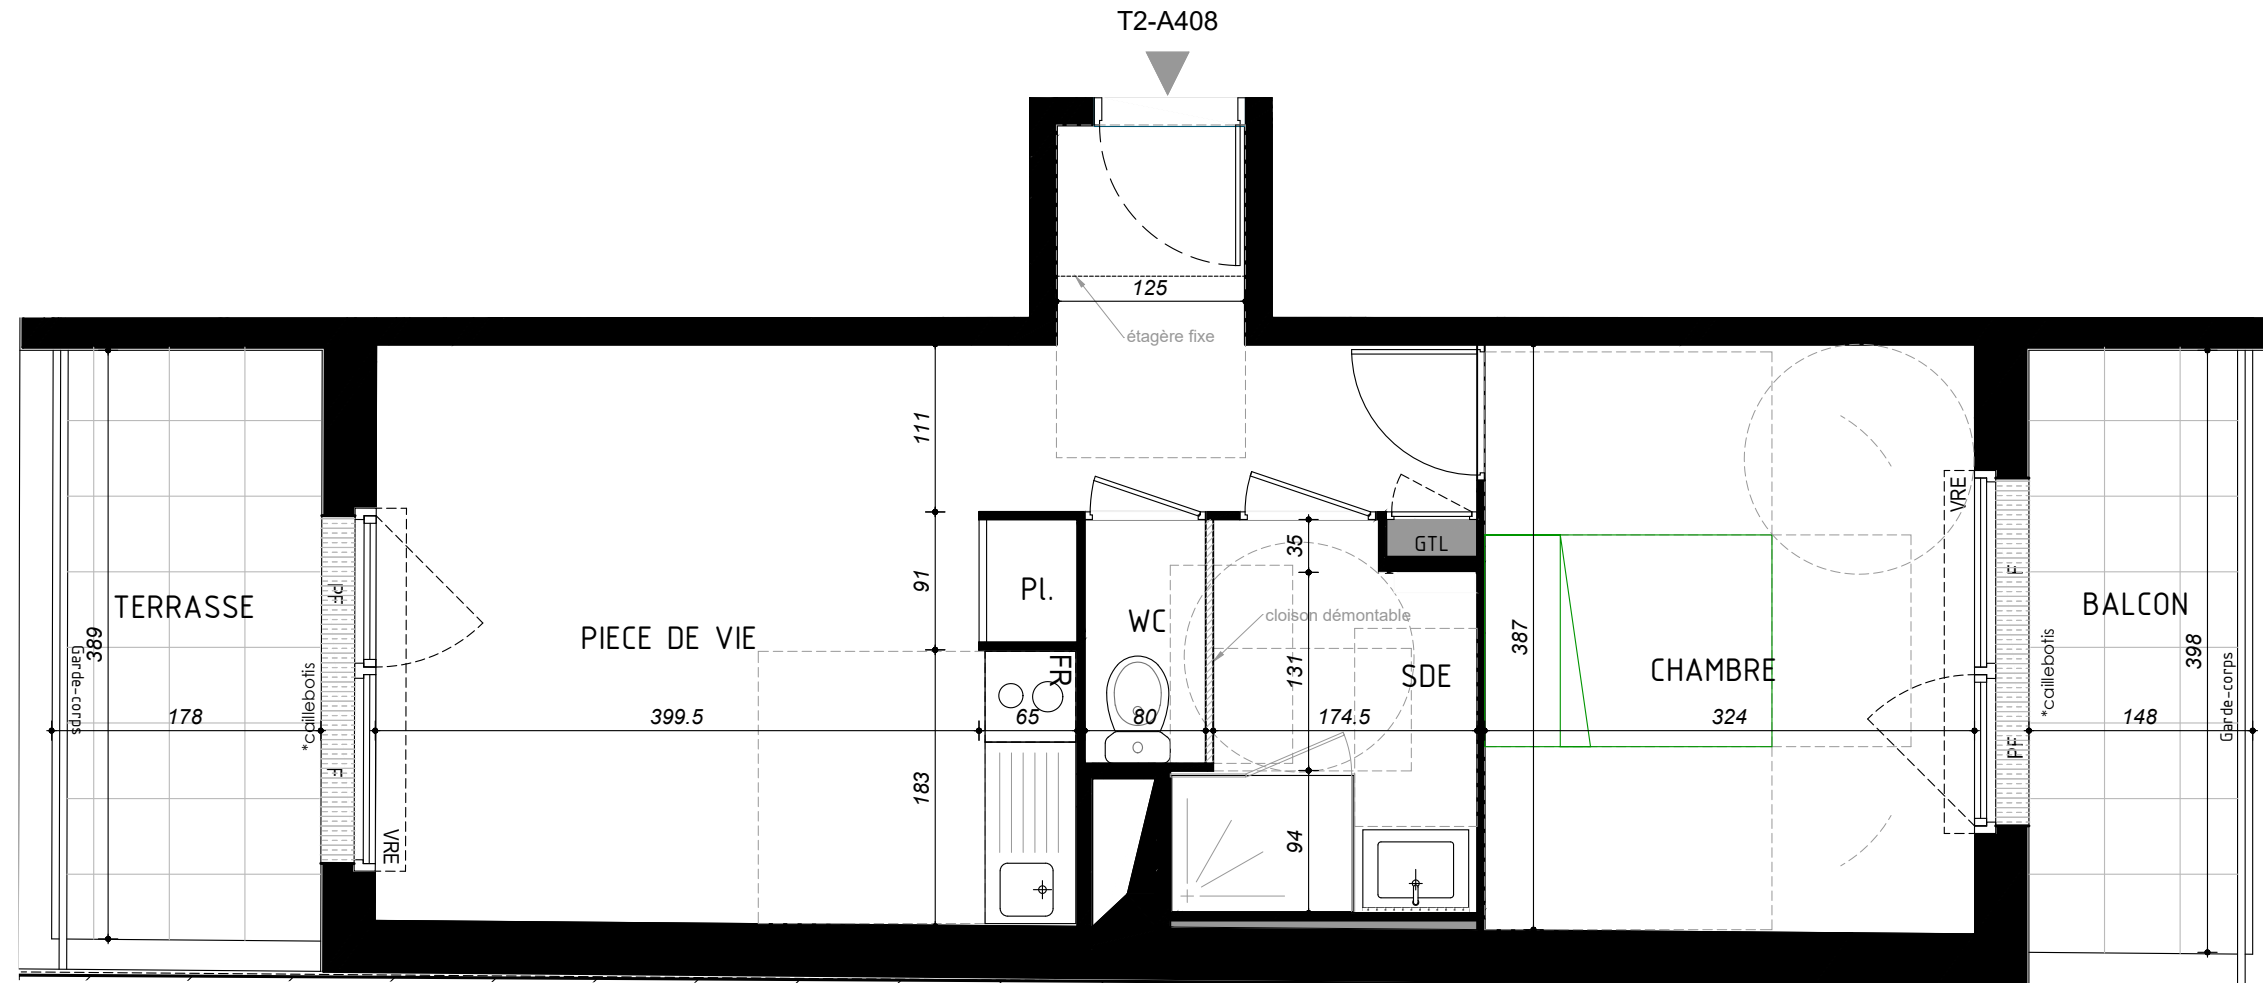 T2-A408
125
étagère fixe
111
91
183
TERRASSE
389
Garde-corps
178
*caillebotis
PF
F
VRE
PIECE DE VIE
399.5
Pl.
FR
65
WC
80
cloison démontable
35
131
94
174.5
GTL
SDE
387
CHAMBRE
324
VRE
F
PF
*caillebotis
BALCON
398
Garde-corps
148